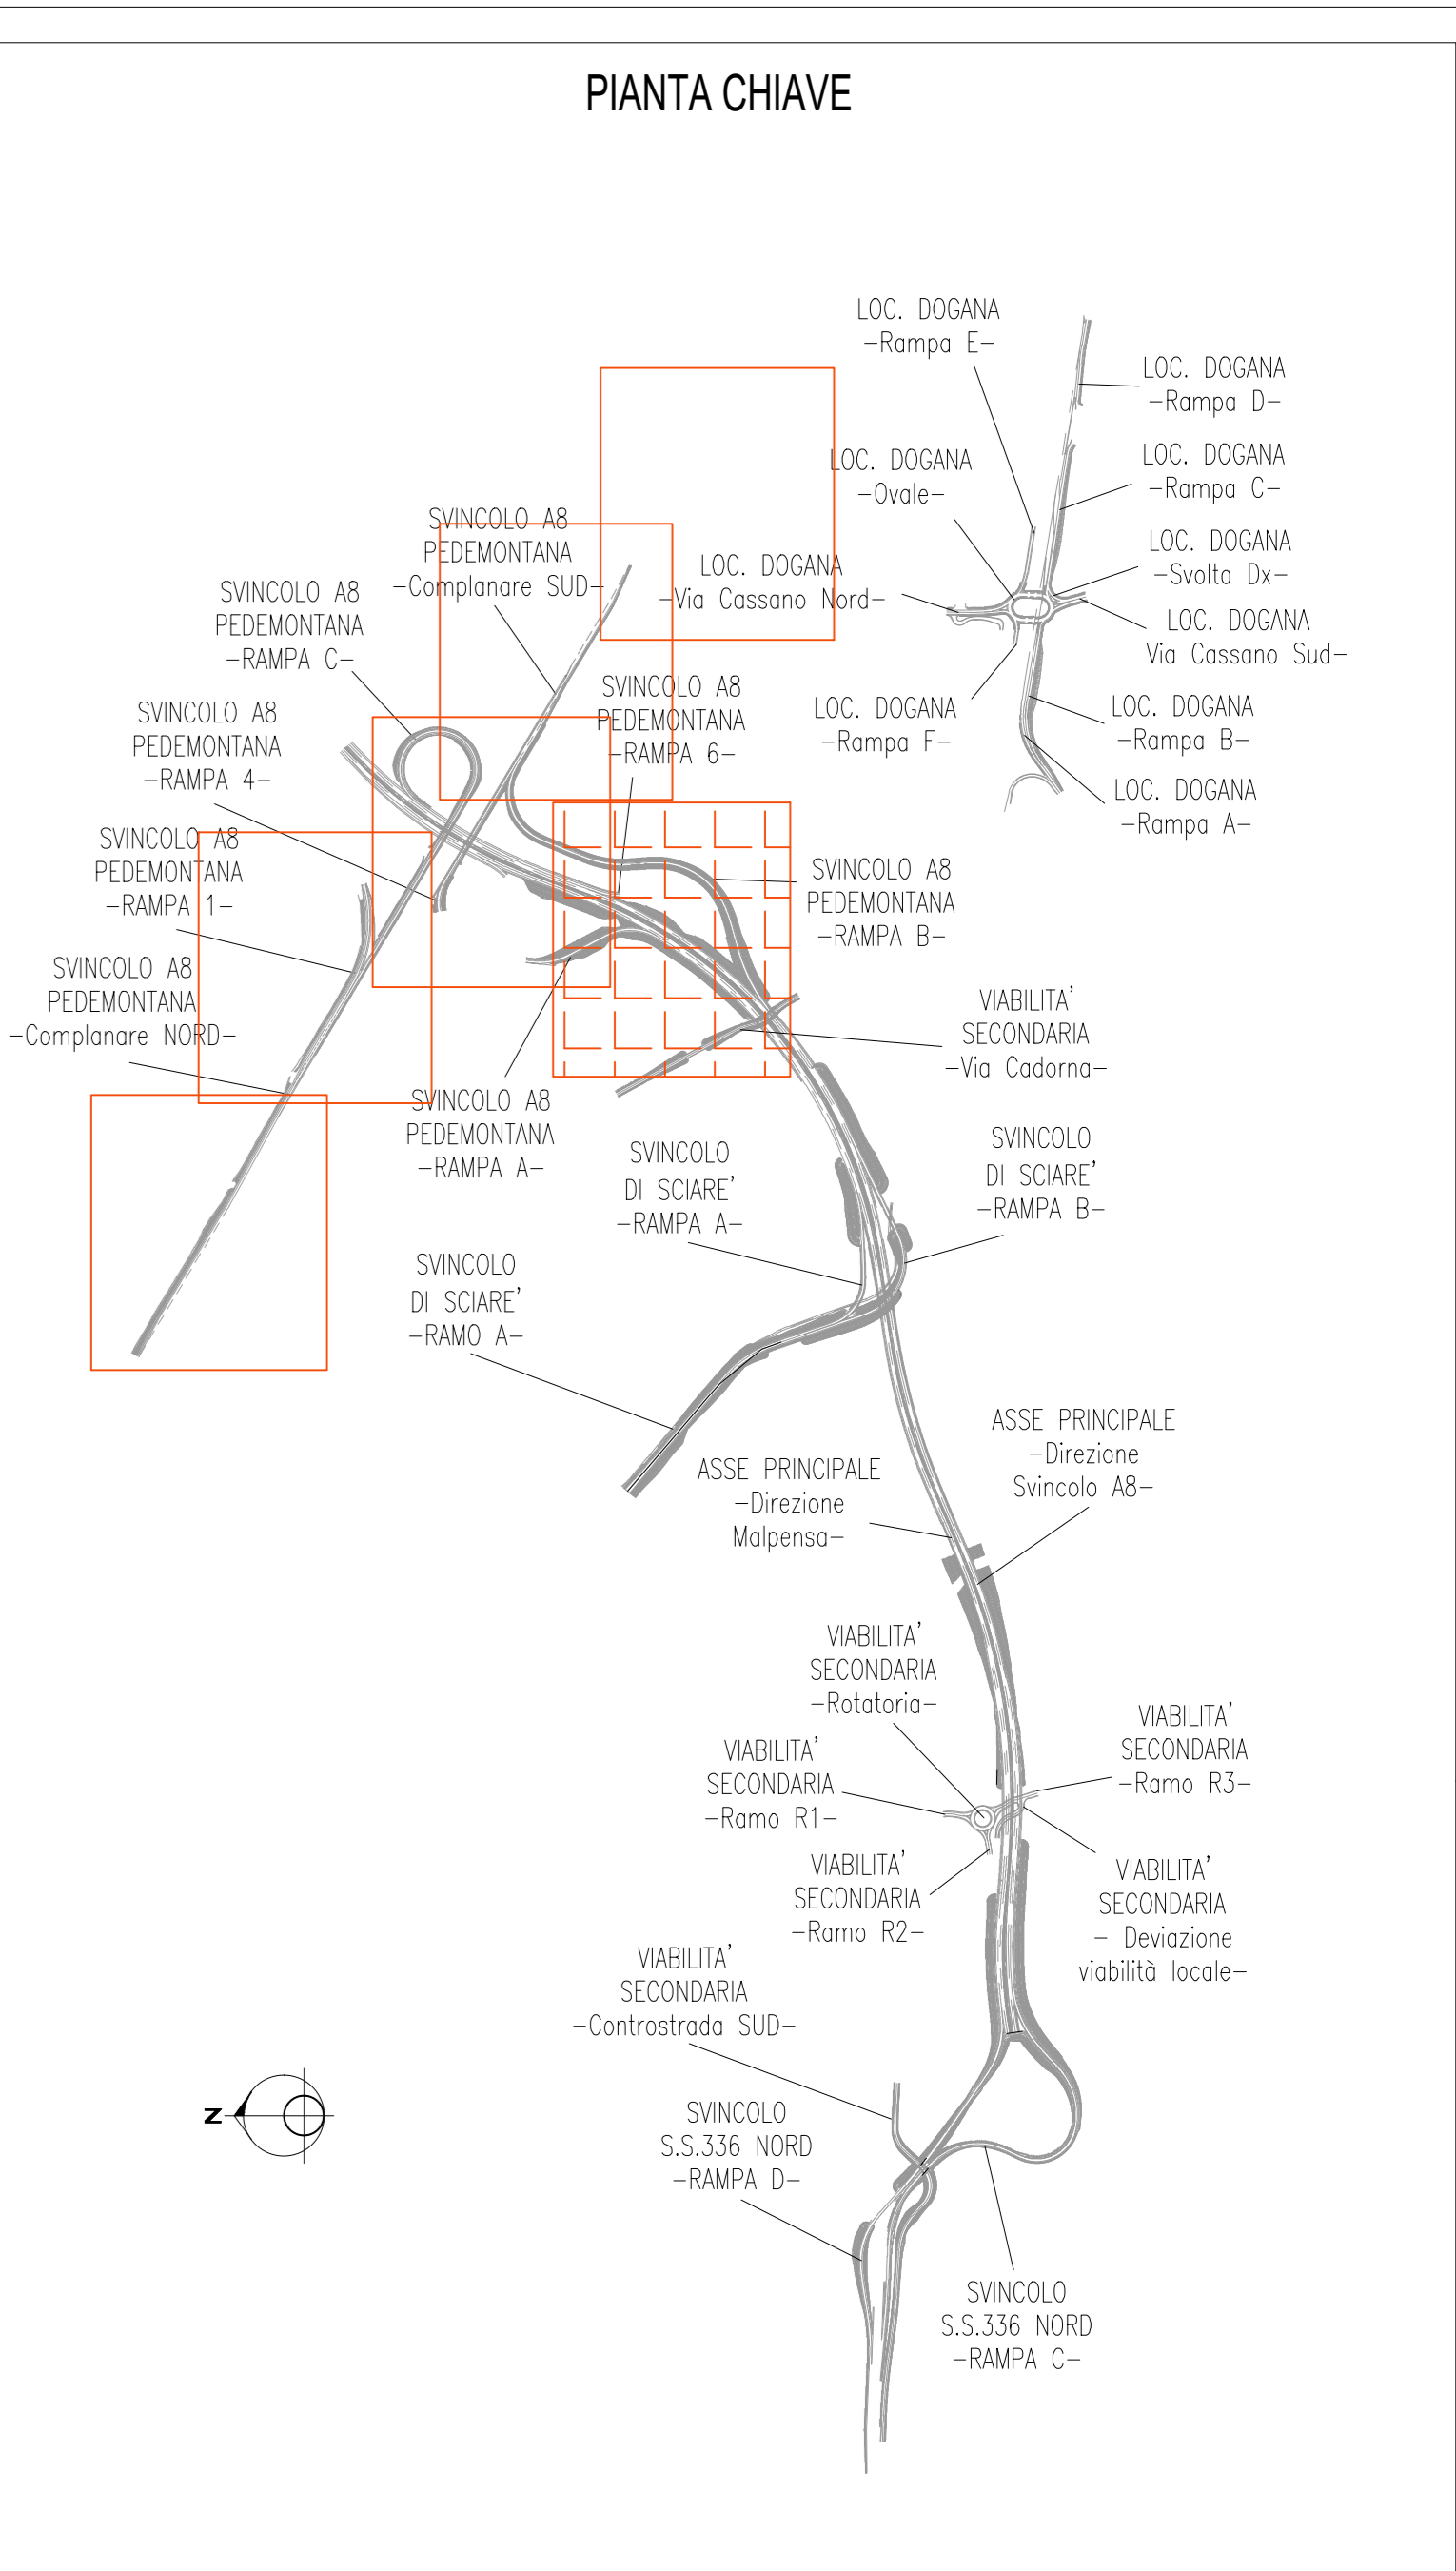 PIANTA CHIAVE
LOC. DOGANA
-Rampa E-
LOC. DOGANA
-Rampa D-
LOC. DOGANA
-Ovale-
LOC. DOGANA
-Rampa C-
SVINCOLO A8
PEDEMONTANA
-Complanare SUD-
LOC. DOGANA
-Via Cassano Nord-
LOC. DOGANA
-Svolta Dx-
SVINCOLO A8
PEDEMONTANA
-RAMPA C-
LOC. DOGANA
Via Cassano Sud-
SVINCOLO A8
PEDEMONTANA
-RAMPA 6-
SVINCOLO A8
PEDEMONTANA
-RAMPA 4-
LOC. DOGANA
-Rampa F-
LOC. DOGANA
-Rampa B-
LOC. DOGANA
-Rampa A-
SVINCOLO A8
PEDEMONTANA
-RAMPA 1-
SVINCOLO A8
PEDEMONTANA
-RAMPA B-
SVINCOLO A8
PEDEMONTANA
-Complanare NORD-
VIABILITA'
SECONDARIA
-Via Cadorna-
SVINCOLO A8
PEDEMONTANA
-RAMPA A-
SVINCOLO
DI SCIARE'
-RAMPA A-
SVINCOLO
DI SCIARE'
-RAMPA B-
SVINCOLO
DI SCIARE'
-RAMO A-
ASSE PRINCIPALE
-Direzione
Malpensa-
ASSE PRINCIPALE
-Direzione
Svincolo A8-
VIABILITA'
SECONDARIA
-Rotatoria-
VIABILITA'
SECONDARIA
-Ramo R1-
VIABILITA'
SECONDARIA
-Ramo R3-
VIABILITA'
SECONDARIA
-Ramo R2-
VIABILITA'
SECONDARIA
- Deviazione
viabilità locale-
VIABILITA'
SECONDARIA
-Controstrada SUD-
N
SVINCOLO
S.S.336 NORD
-RAMPA D-
SVINCOLO
S.S.336 NORD
-RAMPA C-